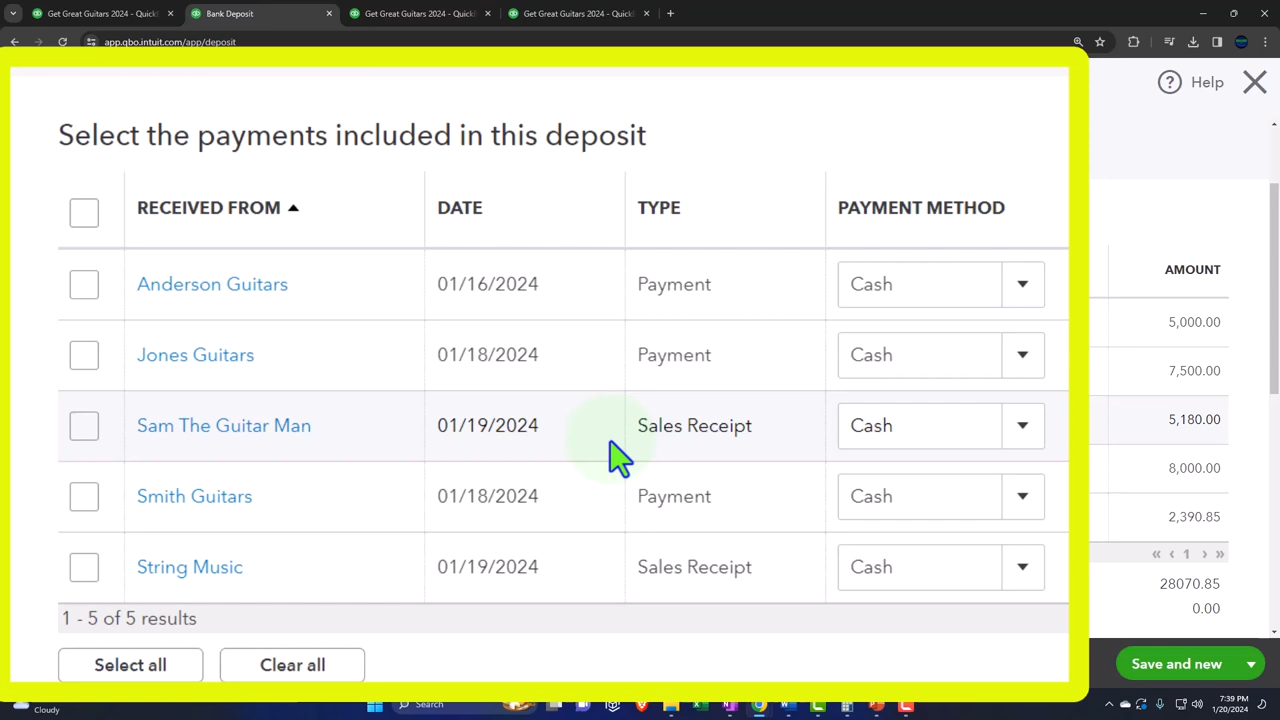 Get Great Guitars 2024 - QuickB
Bank Deposit
Get Great Guitars 2024 - QuickB
Get Great Guitars 2024 - QuickB
app.qbo.intuit.com/app/deposit
Help
Select the payments included in this deposit
RECEIVED FROM DATE TYPE PAYMENT METHOD
AMOUNT
Anderson Guitars 01/16/2024 Payment Cash
5,000.00
Jones Guitars 01/18/2024 Payment Cash
7,500.00
Sam The Guitar Man 01/19/2024 Sales Receipt Cash
5,180.00
Smith Guitars 01/18/2024 Payment Cash
8,000.00
String Music 01/19/2024 Sales Receipt Cash
2,390.85
« ‹ 1 › »
1 - 5 of 5 results
28070.85
0.00
Select all Clear all
Save and new
Cloudy
Search
7:39 PM
1/20/2024